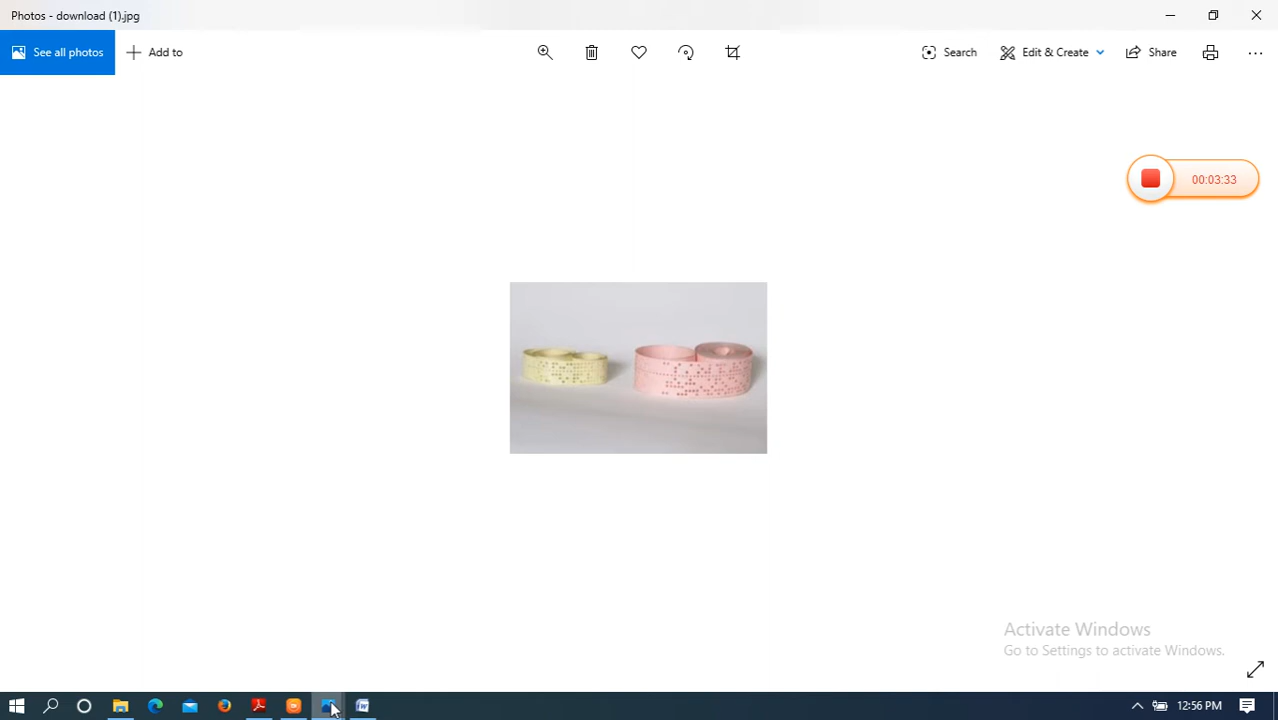 Photos - download (1).jpg
See all photos
Add to
Search
Edit & Create
Share
00:03:33
Activate Windows
Go to Settings to activate Windows.
12:56 PM